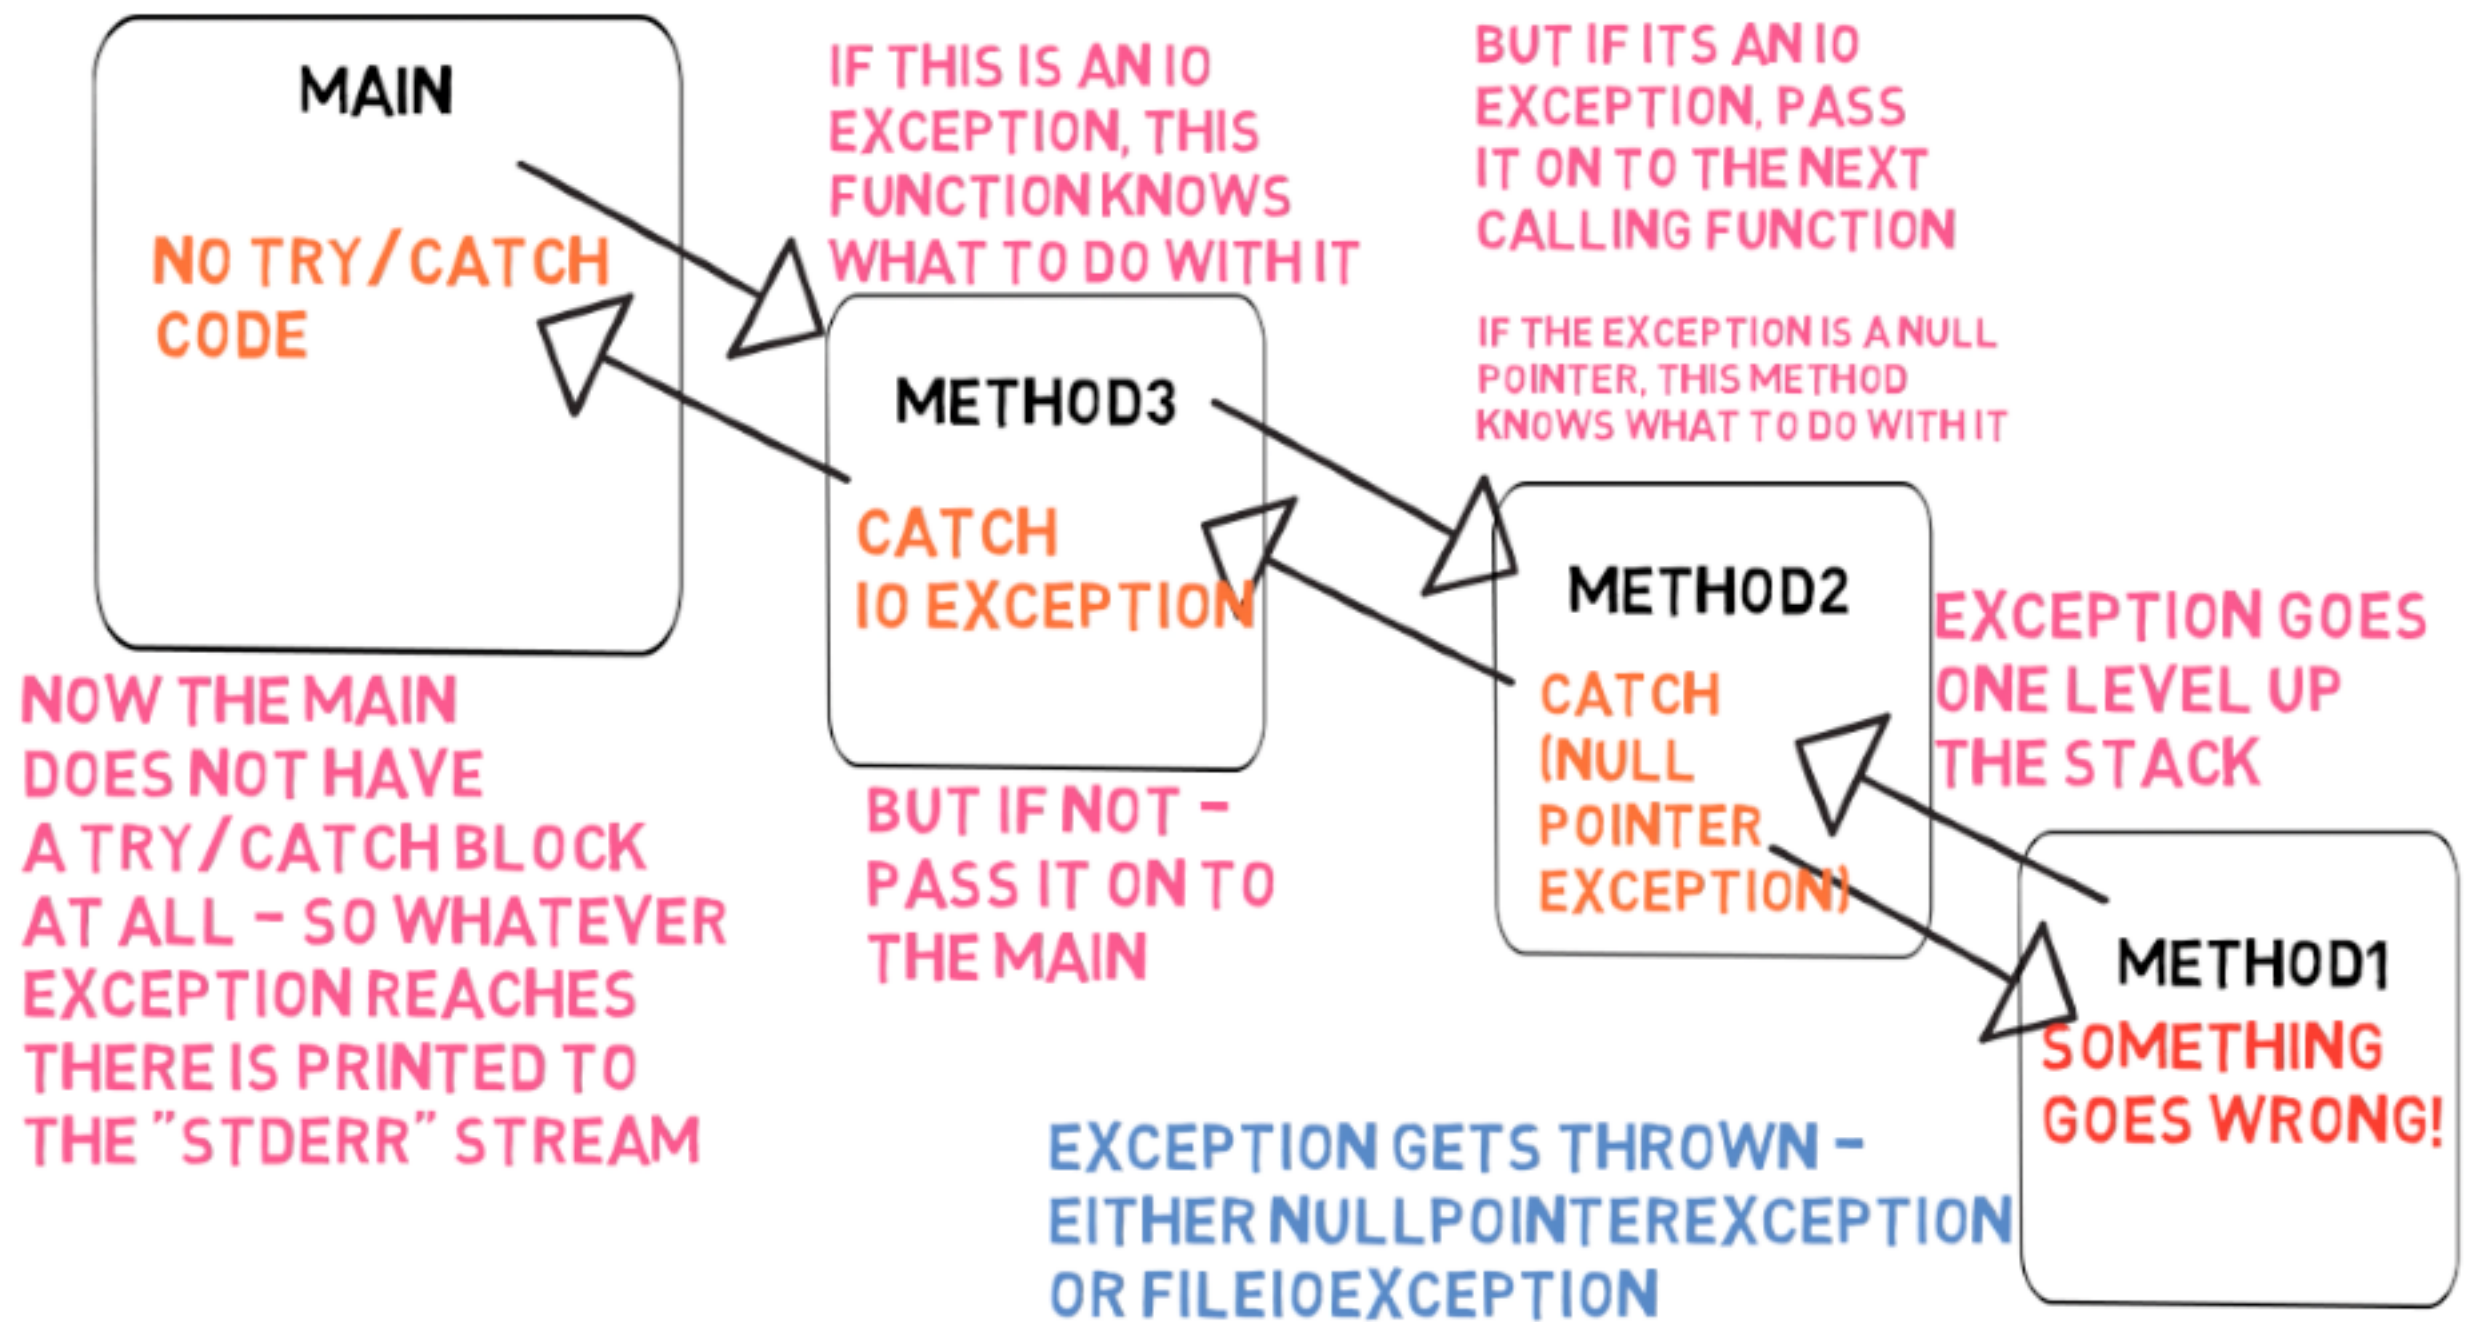 MAIN
NO TRY/CATCH
CODE
NOW THE MAIN
DOES NOT HAVE
A TRY/CATCH BLOCK
AT ALL - SO WHATEVER
EXCEPTION REACHES
THERE IS PRINTED TO
THE "STDERR" STREAM
IF THIS IS AN IO
EXCEPTION, THIS
FUNCTION KNOWS
WHAT TO DO WITH IT
METHOD3
CATCH
IO EXCEPTION
BUT IF NOT -
PASS IT ON TO
THE MAIN
BUT IF ITS AN IO
EXCEPTION, PASS
IT ON TO THE NEXT
CALLING FUNCTION
IF THE EXCEPTION IS A NULL
POINTER, THIS METHOD
KNOWS WHAT TO DO WITH IT
METHOD2
CATCH
(NULL
POINTER
EXCEPTION)
EXCEPTION GOES
ONE LEVEL UP
THE STACK
METHOD1
SOMETHING
GOES WRONG!
EXCEPTION GETS THROWN -
EITHER NULLPOINTEREXCEPTION
OR FILEIOEXCEPTION